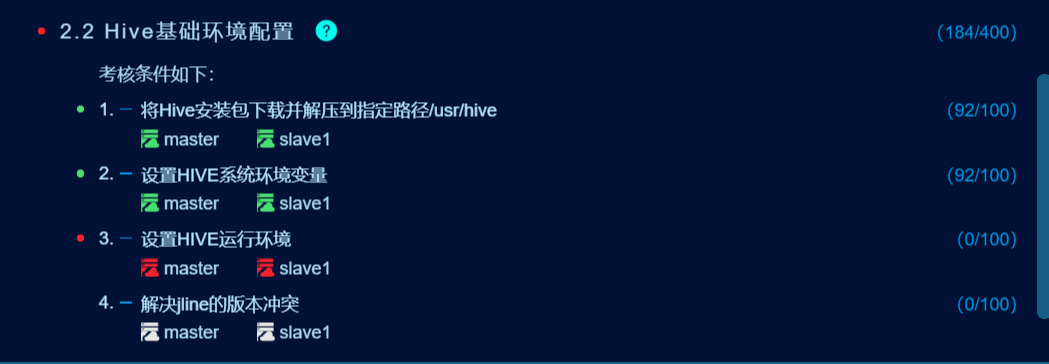 2.2 Hive基础环境配置 ? (184/400)
考核条件如下：
1. 将Hive安装包下载并解压到指定路径/usr/hive (92/100)
master slave1
2. 设置HIVE系统环境变量 (92/100)
master slave1
3. 设置HIVE运行环境 (0/100)
master slave1
4. 解决jline的版本冲突 (0/100)
master slave1